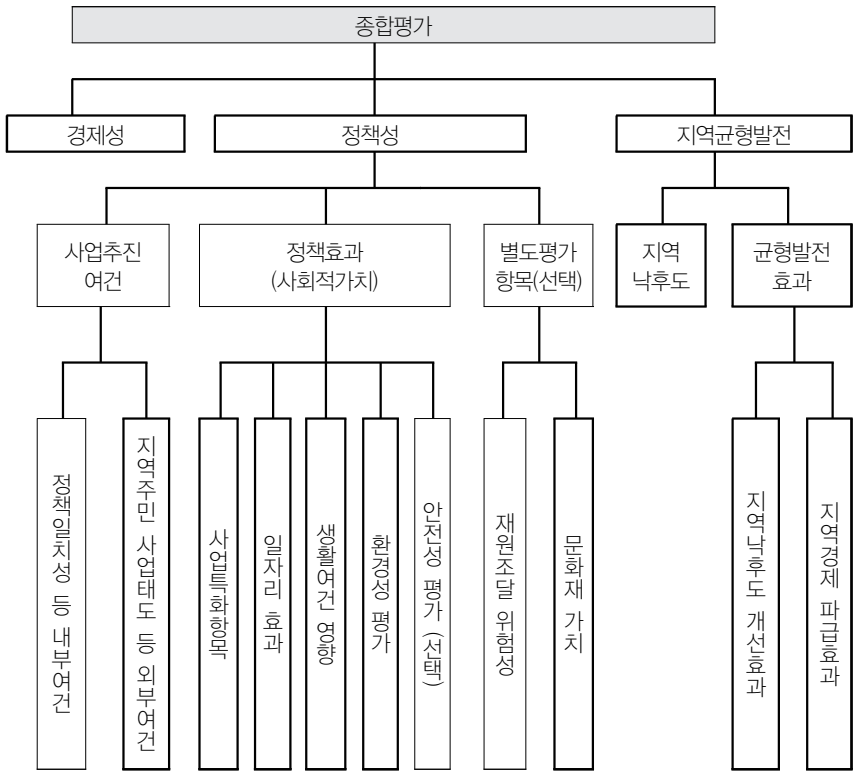 종합평가
경제성
정책성
지역균형발전
사업추진
여건
정책효과
(사회적가치)
별도평가
항목(선택)
지역
낙후도
균형발전
효과
정책일치성 등 내부여건
지역주민 사업태도 등 외부여건
사업특화항목
일자리 효과
생활여건 영향
환경성 평가
안전성 평가 (선택)
재원조달 위험성
문화재 가치
지역낙후도 개선효과
지역경제 파급효과